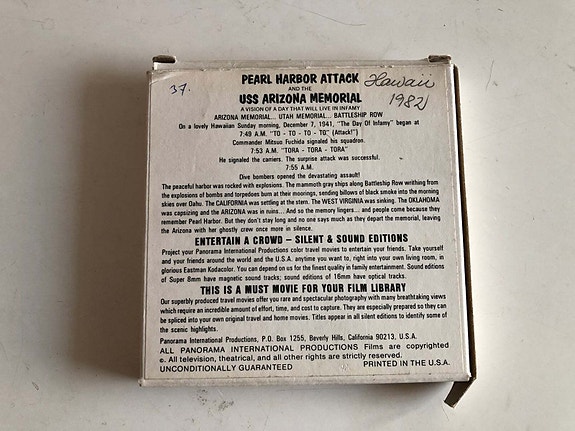 37.
PEARL HARBOR ATTACK
Hawaii
AND THE
1982
USS ARIZONA MEMORIAL
A VISION OF A DAY THAT WILL LIVE IN INFAMY
ARIZONA MEMORIAL... UTAH MEMORIAL... BATTLESHIP ROW
On a lovely Hawaiian Sunday morning, December 7, 1941, "The Day Of Infamy" began at
7:49 A.M. "TO - TO - TO - TO" (Attack!")
Commander Mitsuo Fuchida signaled his squadron.
7:53 A.M. "TORA - TORA - TORA"
He signaled the carriers. The surprise attack was successful.
7:55 A.M.
Dive bombers opened the devastating assault!
The peaceful harbor was rocked with explosions. The mammoth gray ships along Battleship Row writhing from
the explosions of bombs and torpedoes burn at their moorings, sending billows of black smoke into the morning
skies over Oahu. The CALIFORNIA was settling at the stern. The WEST VIRGINIA was sinking. The OKLAHOMA
was capsizing and the ARIZONA was in ruins... And so the memory lingers... and people come because they
remember Pearl Harbor. But they don't stay long and no one says much as they depart the memorial, leaving
the Arizona with her ghostly crew once more in silence.
ENTERTAIN A CROWD – SILENT & SOUND EDITIONS
Project your Panorama International Productions color travel movies to entertain your friends. Take yourself
and your friends around the world and the U.S.A. anytime you want to, right into your own living room, in
glorious Eastman Kodacolor. You can depend on us for the finest quality in family entertainment. Sound editions
of Super 8mm have magnetic sound tracks; sound editions of 16mm have optical tracks.
THIS IS A MUST MOVIE FOR YOUR FILM LIBRARY
Our superbly produced travel movies offer you rare and spectacular photography with many breathtaking views
which require an incredible amount of effort, time, and cost to capture. They are especially prepared so they can
be spliced into your own original travel and home movies. Titles appear in all silent editions to identify some of
the scenic highlights.
Panorama International Productions, P.O. Box 1255, Beverly Hills, California 90213, U.S.A.
ALL PANORAMA INTERNATIONAL PRODUCTIONS Films are copyrighted
©. All television, theatrical, and all other rights are strictly reserved.
UNCONDITIONALLY GUARANTEED PRINTED IN THE U.S.A.